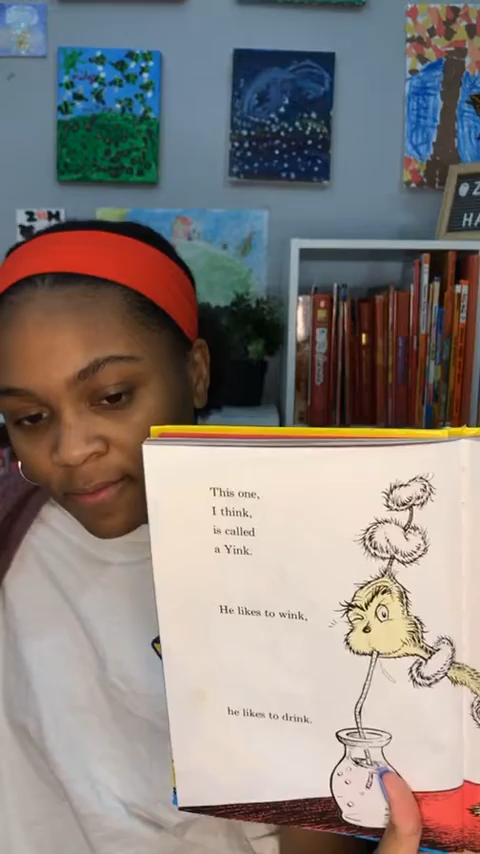 This one,
I think,
is called
a Yink.
He likes to wink,
he likes to drink.